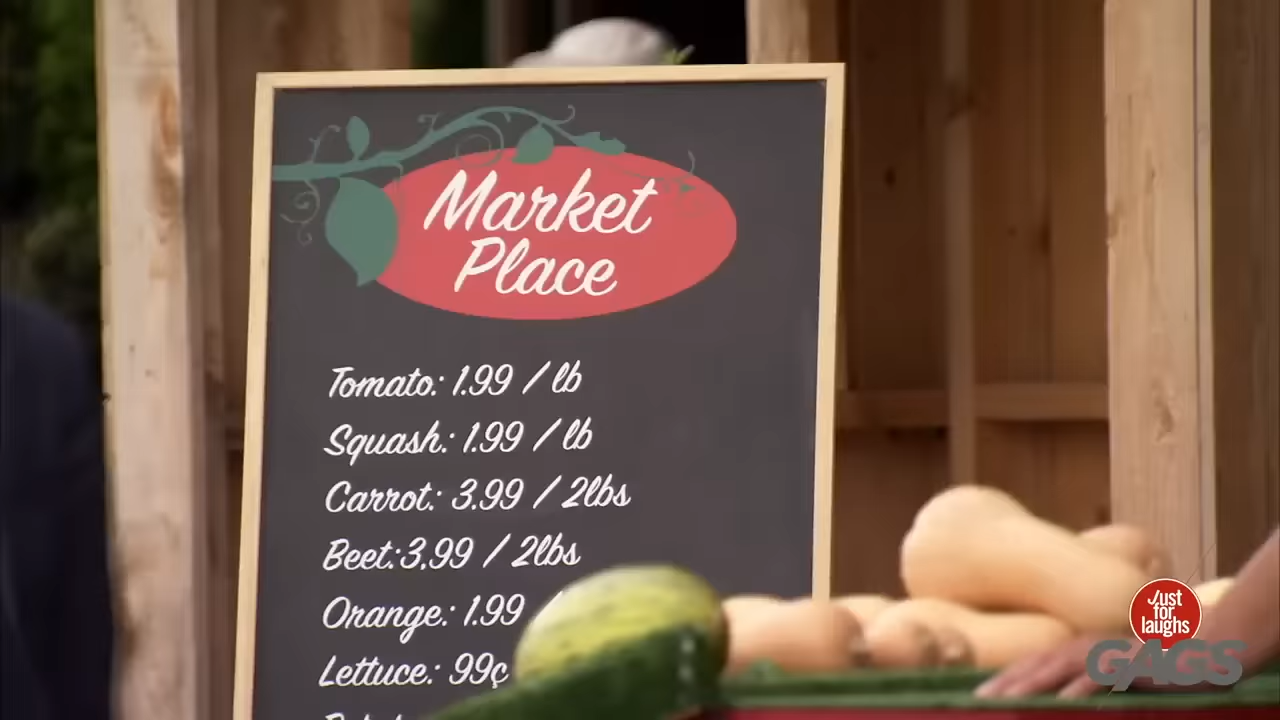 Market
Place
Tomato: 1.99 / lb
Squash: 1.99 / lb
Carrot: 3.99 / 2lbs
Beet: 3.99 / 2lbs
Orange: 1.99
Lettuce: 99¢
Just
for
laughs
GAGS